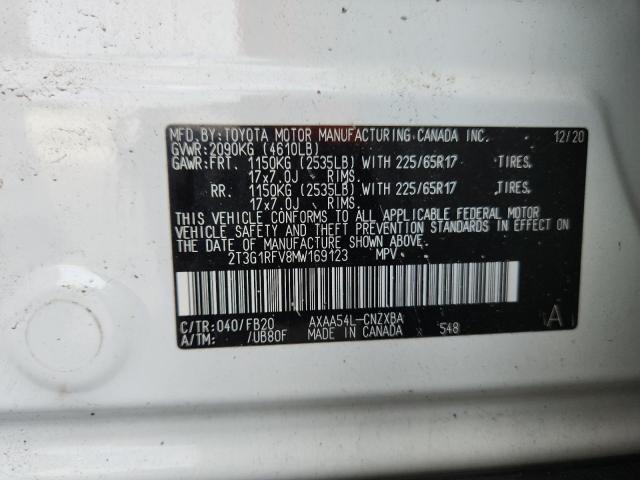 MFD. BY: TOYOTA MOTOR MANUFACTURING CANADA INC. 12/20
GVWR: 2090KG (4610LB)
GAWR: FRT. 1150KG (2535LB) WITH 225/65R17 TIRES.
17x7.0J RIMS.
RR. 1150KG (2535LB) WITH 225/65R17 TIRES.
17x7.0J RIMS.
THIS VEHICLE CONFORMS TO ALL APPLICABLE FEDERAL MOTOR
VEHICLE SAFETY AND BUMPER STANDARDS IN EFFECT ON
THE DATE OF MANUFACTURE SHOWN ABOVE.
2T3G1RFV8MW169123 MPV
C/TR: 040/FB20 AXAA54L-CNZXBA A
A/TM: /UB80F MADE IN CANADA 548